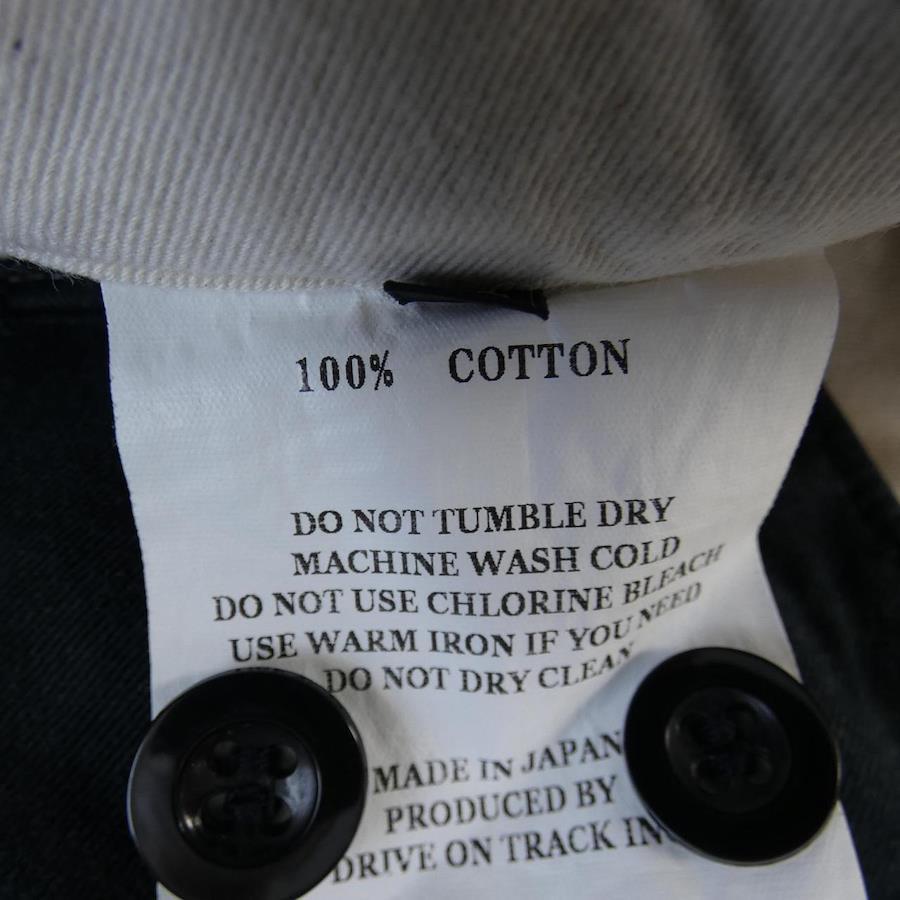 100% COTTON
DO NOT TUMBLE DRY
MACHINE WASH COLD
DO NOT USE CHLORINE BLEACH
USE WARM IRON IF YOU NEED
DO NOT DRY CLEAN
MADE IN JAPAN
PRODUCED BY
DRIVE ON TRACK